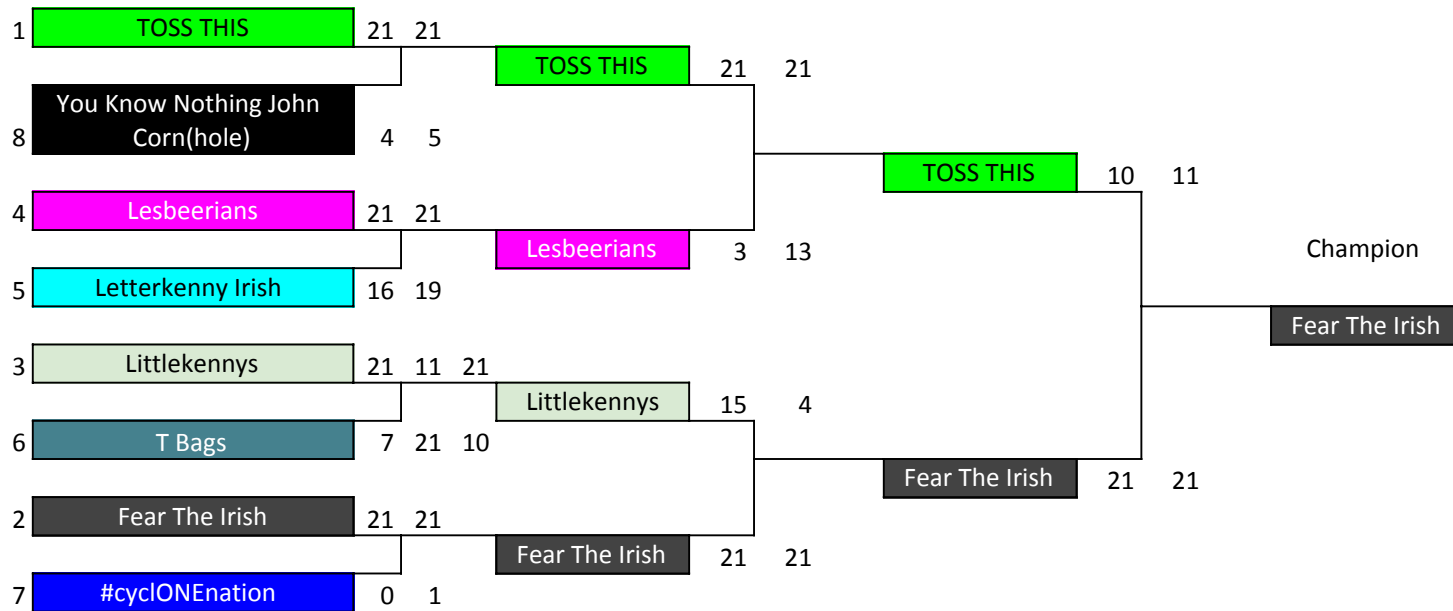 1 TOSS THIS 21 21
TOSS THIS 21 21
You Know Nothing John
8 Corn(hole) 4 5
TOSS THIS 10 11
4 Lesbeerians 21 21
Lesbeerians 3 13
Champion
5 Letterkenny Irish 16 19
Fear The Irish
3 Littlekennys 21 11 21
Littlekennys 15 4
6 T Bags 7 21 10
Fear The Irish 21 21
2 Fear The Irish 21 21
Fear The Irish 21 21
7 #cyclONEnation 0 1